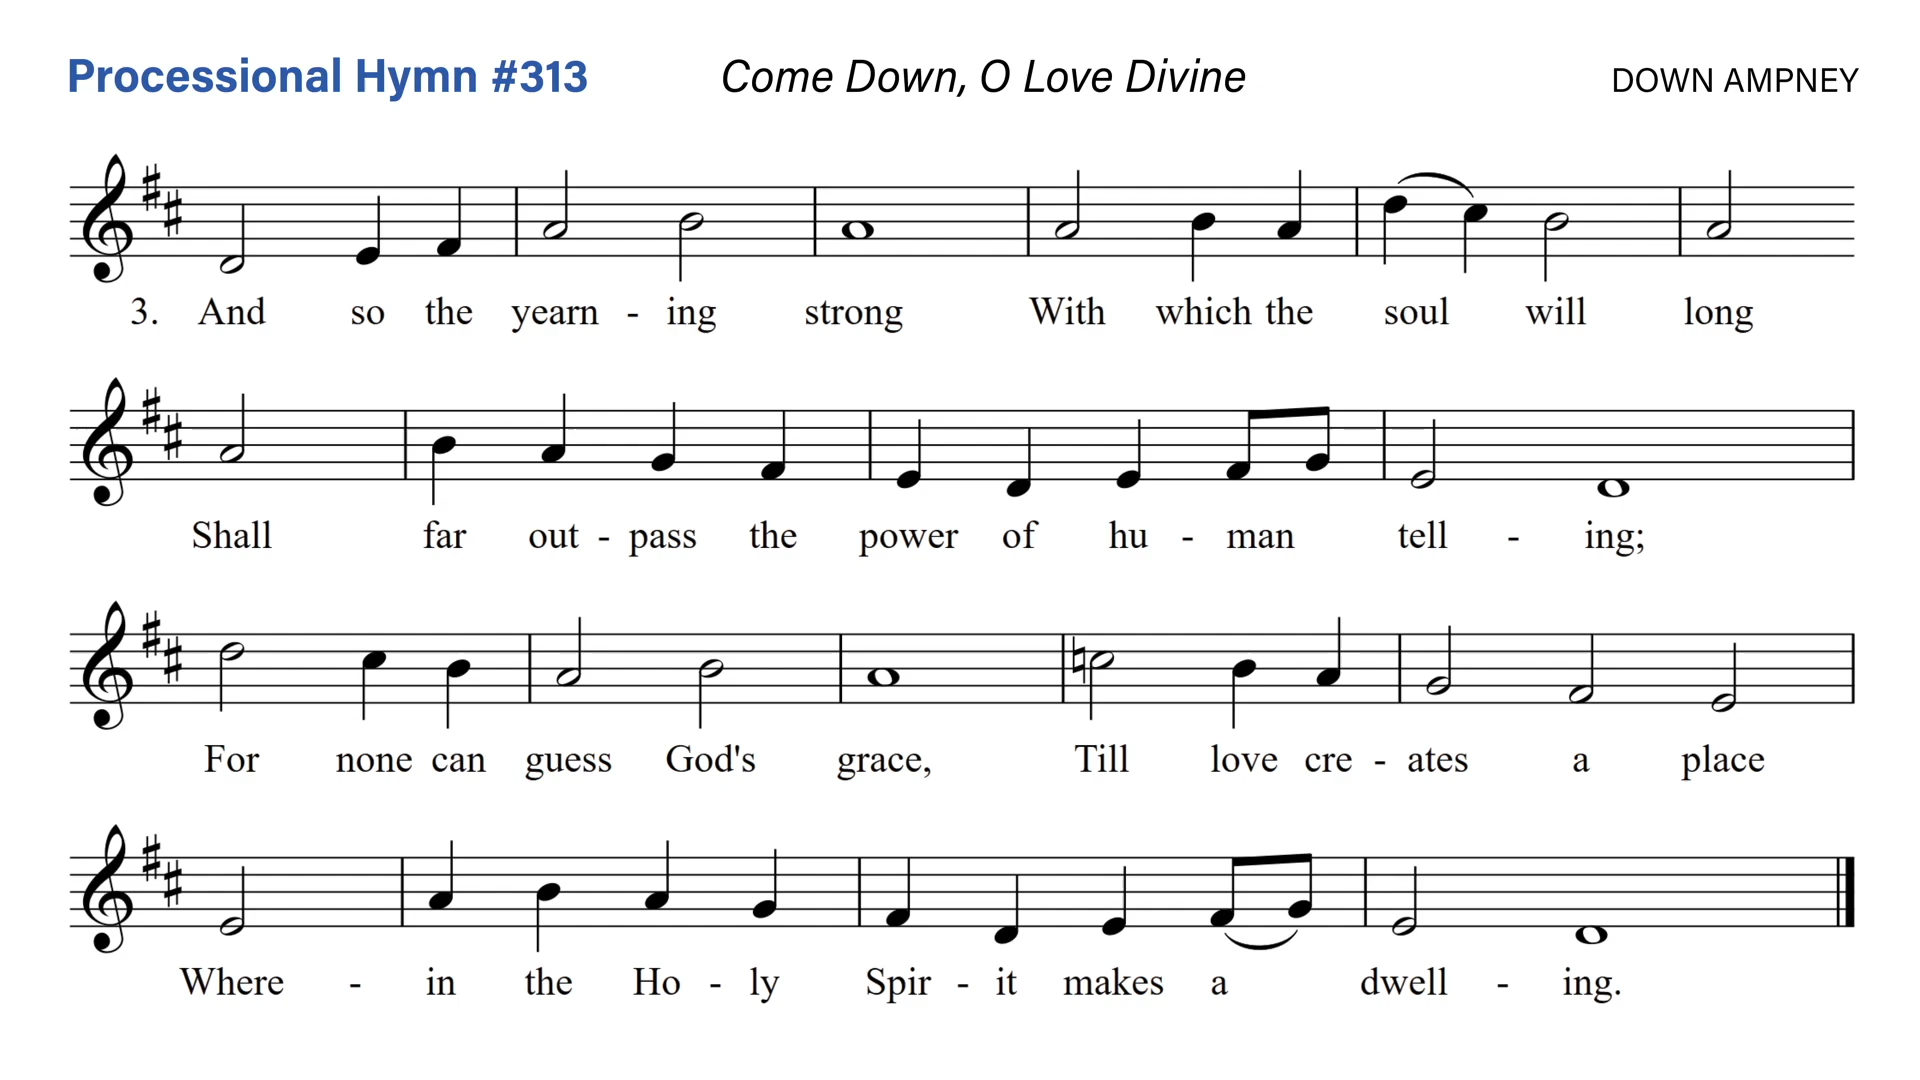 Processional Hymn #313 Come Down, O Love Divine DOWN AMPNEY
3. And so the yearn - ing strong With which the soul will long
Shall far out - pass the power of hu - man tell - ing;
For none can guess God's grace, Till love cre - ates a place
Where - in the Ho - ly Spir - it makes a dwell - ing.